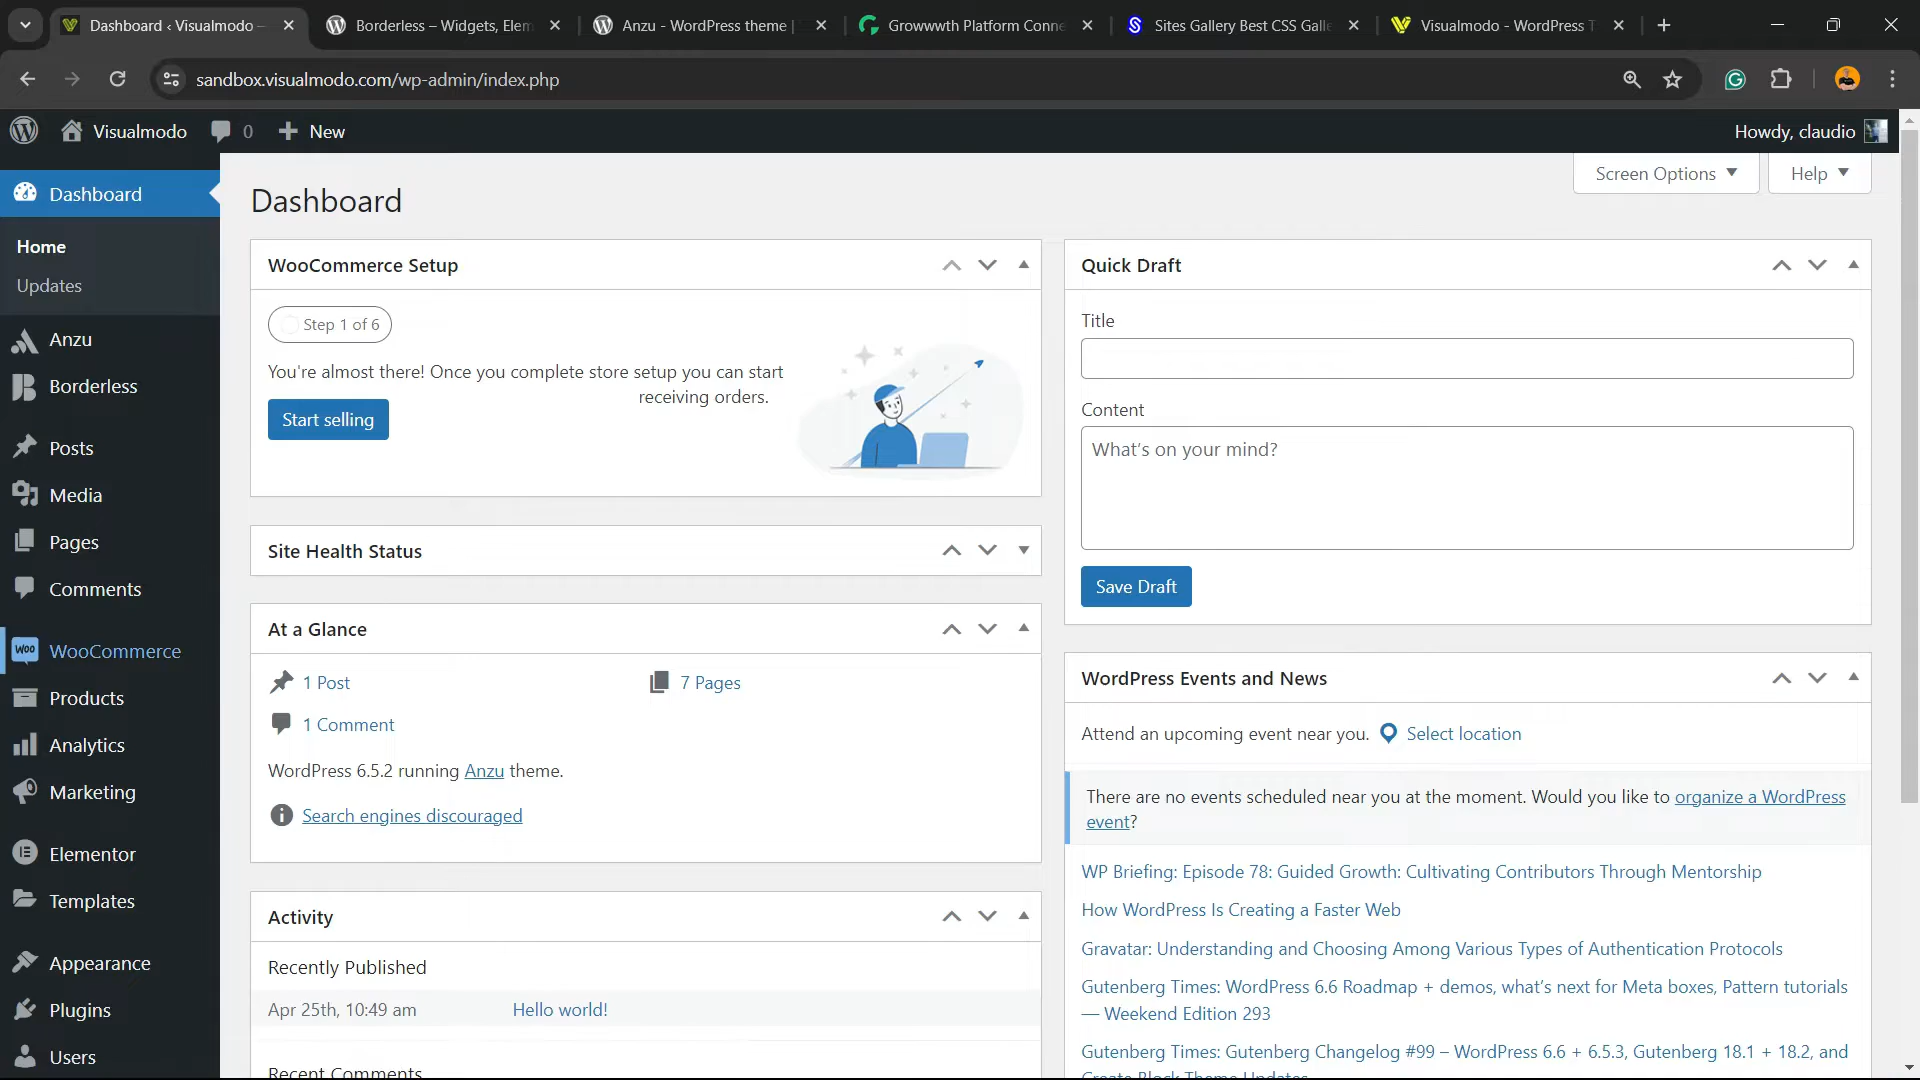 Dashboard ‹ Visualmodo –
Borderless – Widgets, Elem
Anzu - WordPress theme |
Growwwth Platform Conne
Sites Gallery Best CSS Galle
Visualmodo - WordPress T
sandbox.visualmodo.com/wp-admin/index.php
Visualmodo
0
New
Howdy, claudio
Screen Options
Help
Dashboard
Home
Updates
Anzu
Borderless
Posts
Media
Pages
Comments
Woo
WooCommerce
Products
Analytics
Marketing
Elementor
Templates
Appearance
Plugins
Users
Dashboard
WooCommerce Setup
Step 1 of 6
You're almost there! Once you complete store setup you can start
receiving orders.
Start selling
Site Health Status
At a Glance
1 Post
7 Pages
1 Comment
WordPress 6.5.2 running Anzu theme.
Search engines discouraged
Activity
Recently Published
Apr 25th, 10:49 am
Hello world!
Recent Comments
Quick Draft
Title
Content
What's on your mind?
Save Draft
WordPress Events and News
Attend an upcoming event near you.
Select location
There are no events scheduled near you at the moment. Would you like to organize a WordPress
event?
WP Briefing: Episode 78: Guided Growth: Cultivating Contributors Through Mentorship
How WordPress Is Creating a Faster Web
Gravatar: Understanding and Choosing Among Various Types of Authentication Protocols
Gutenberg Times: WordPress 6.6 Roadmap + demos, what's next for Meta boxes, Pattern tutorials
— Weekend Edition 293
Gutenberg Times: Gutenberg Changelog #99 – WordPress 6.6 + 6.5.3, Gutenberg 18.1 + 18.2, and
Create Block Theme Updates